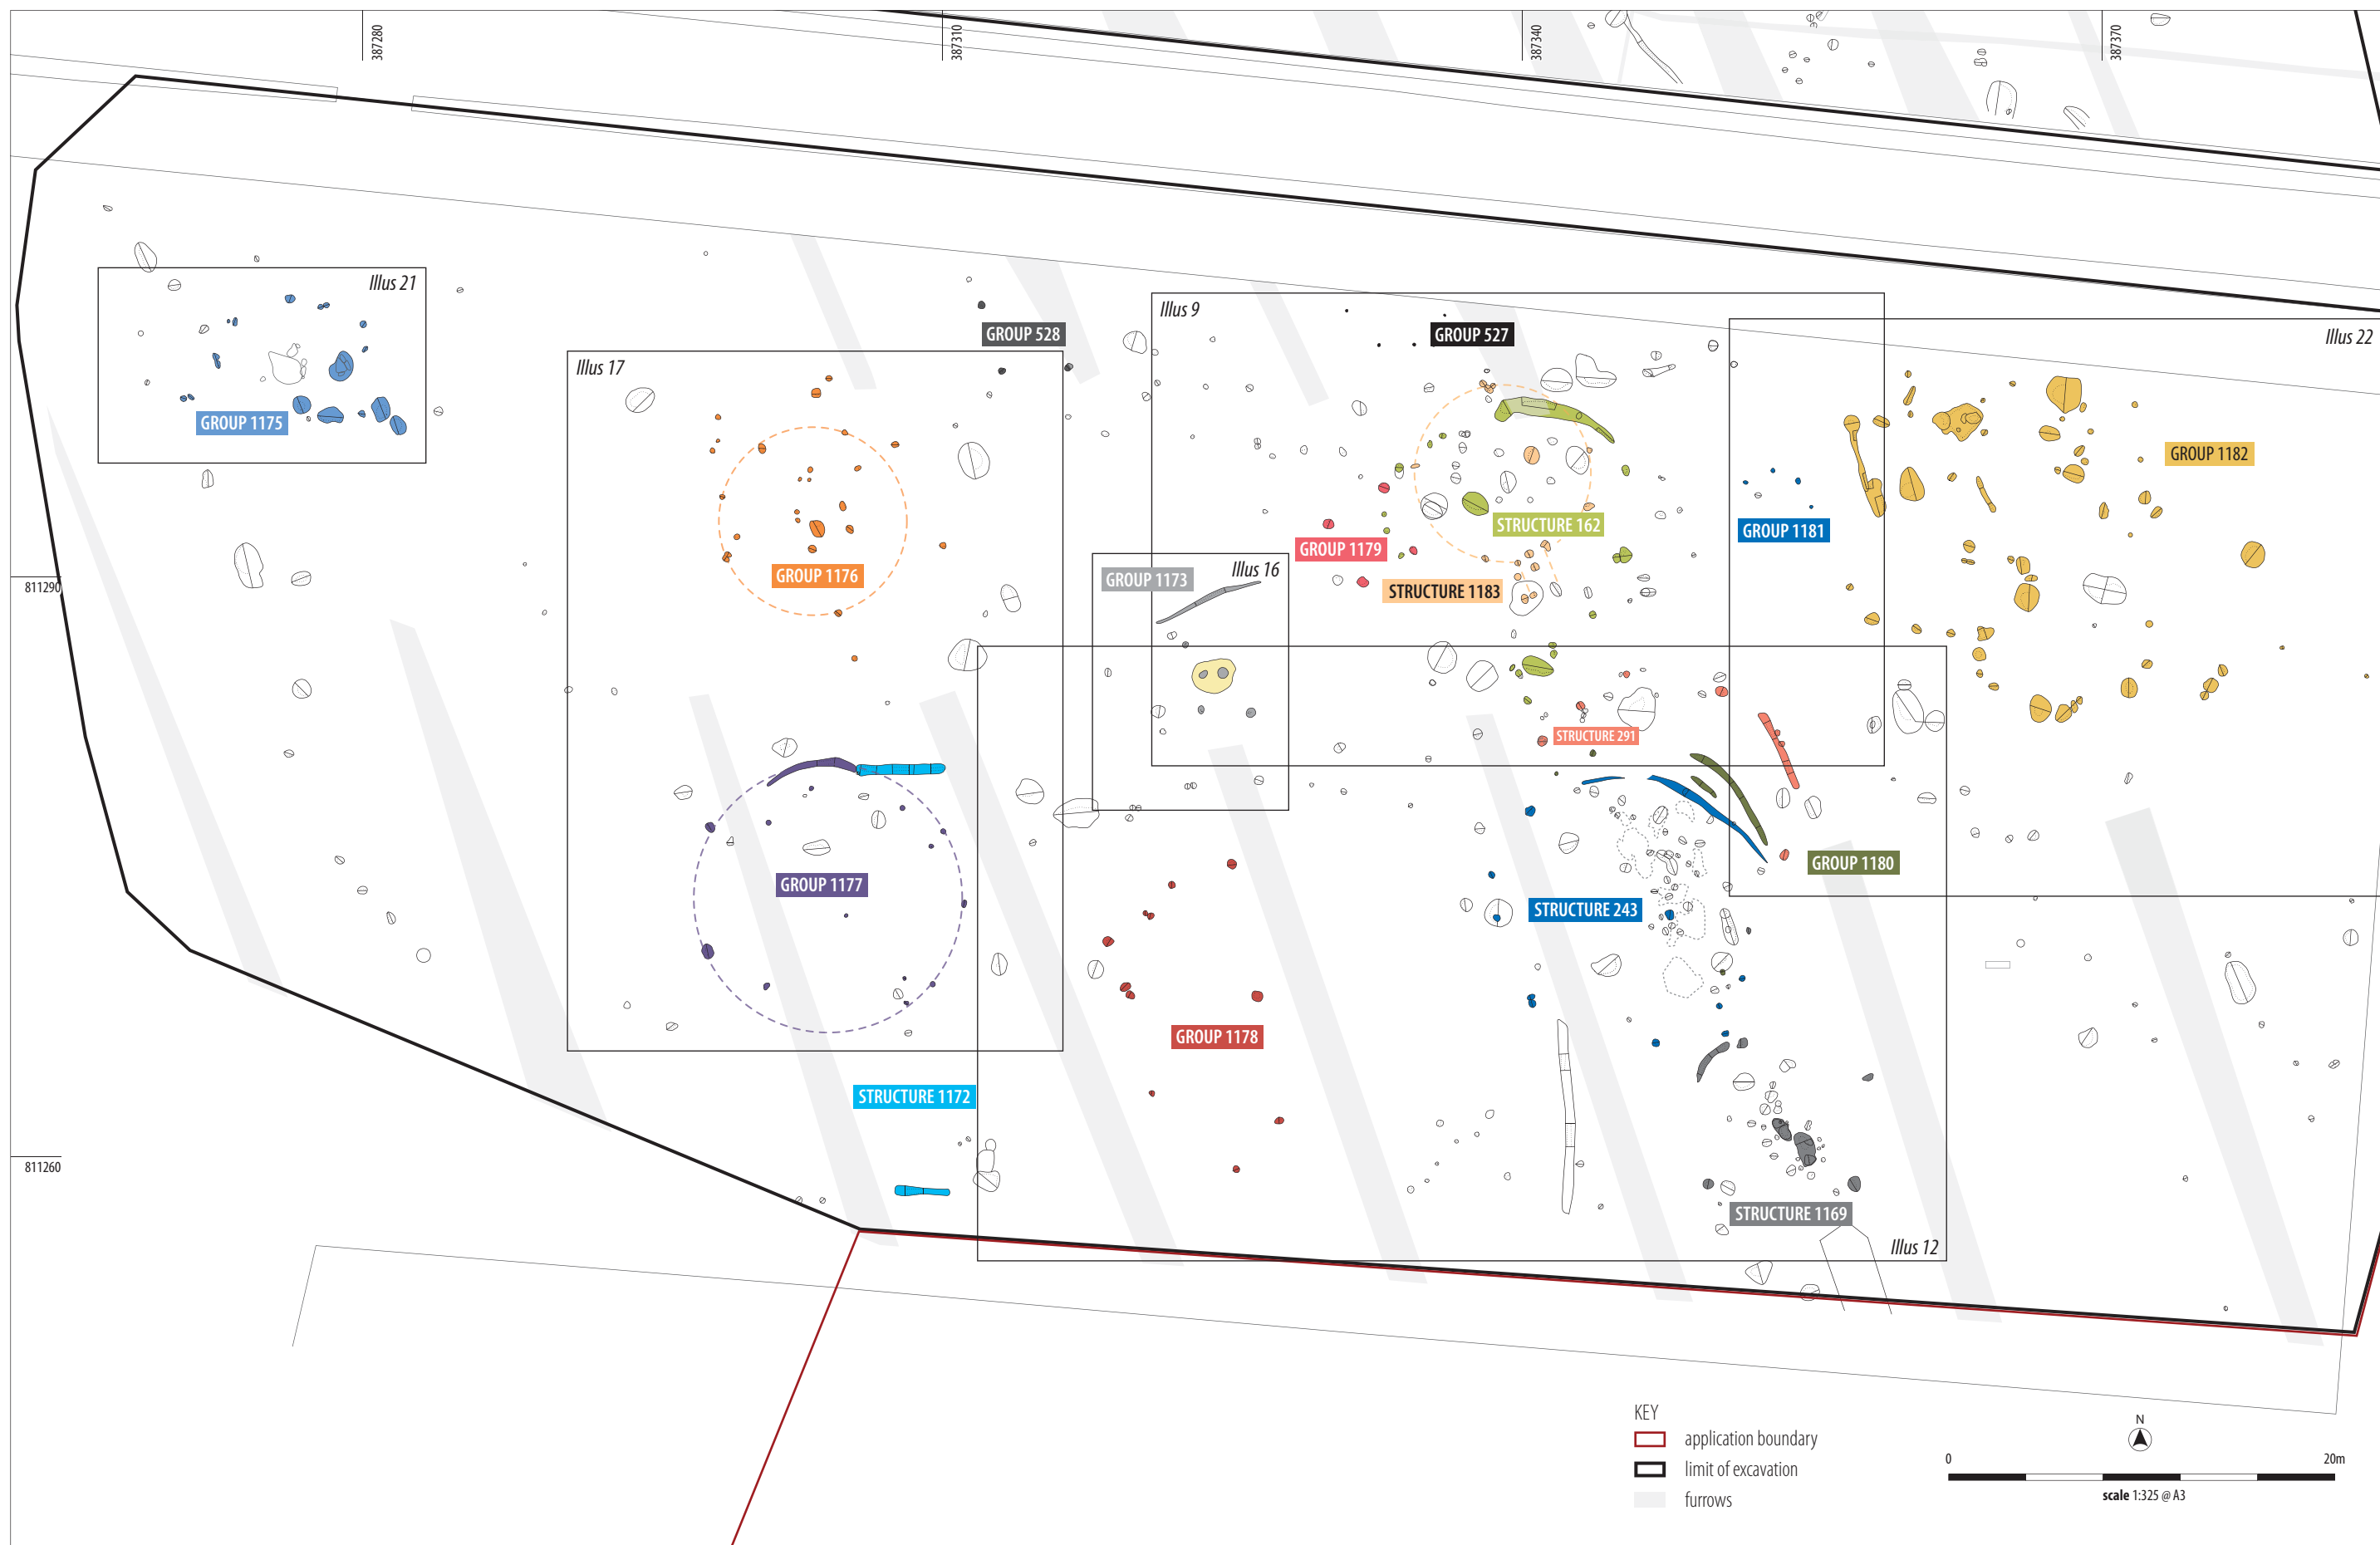 387280
387310
387340
387370
Illus 21
Illus 9
GROUP 528
GROUP 527
Illus 22
Illus 17
GROUP 1175
GROUP 1182
STRUCTURE 162
GROUP 1181
GROUP 1179
Illus 16
GROUP 1176
GROUP 1173
811290
STRUCTURE 1183
STRUCTURE 291
GROUP 1180
GROUP 1177
STRUCTURE 243
GROUP 1178
STRUCTURE 1172
811260
STRUCTURE 1169
Illus 12
KEY
application boundary
limit of excavation
furrows
N
0
20m
scale 1:325 @ A3